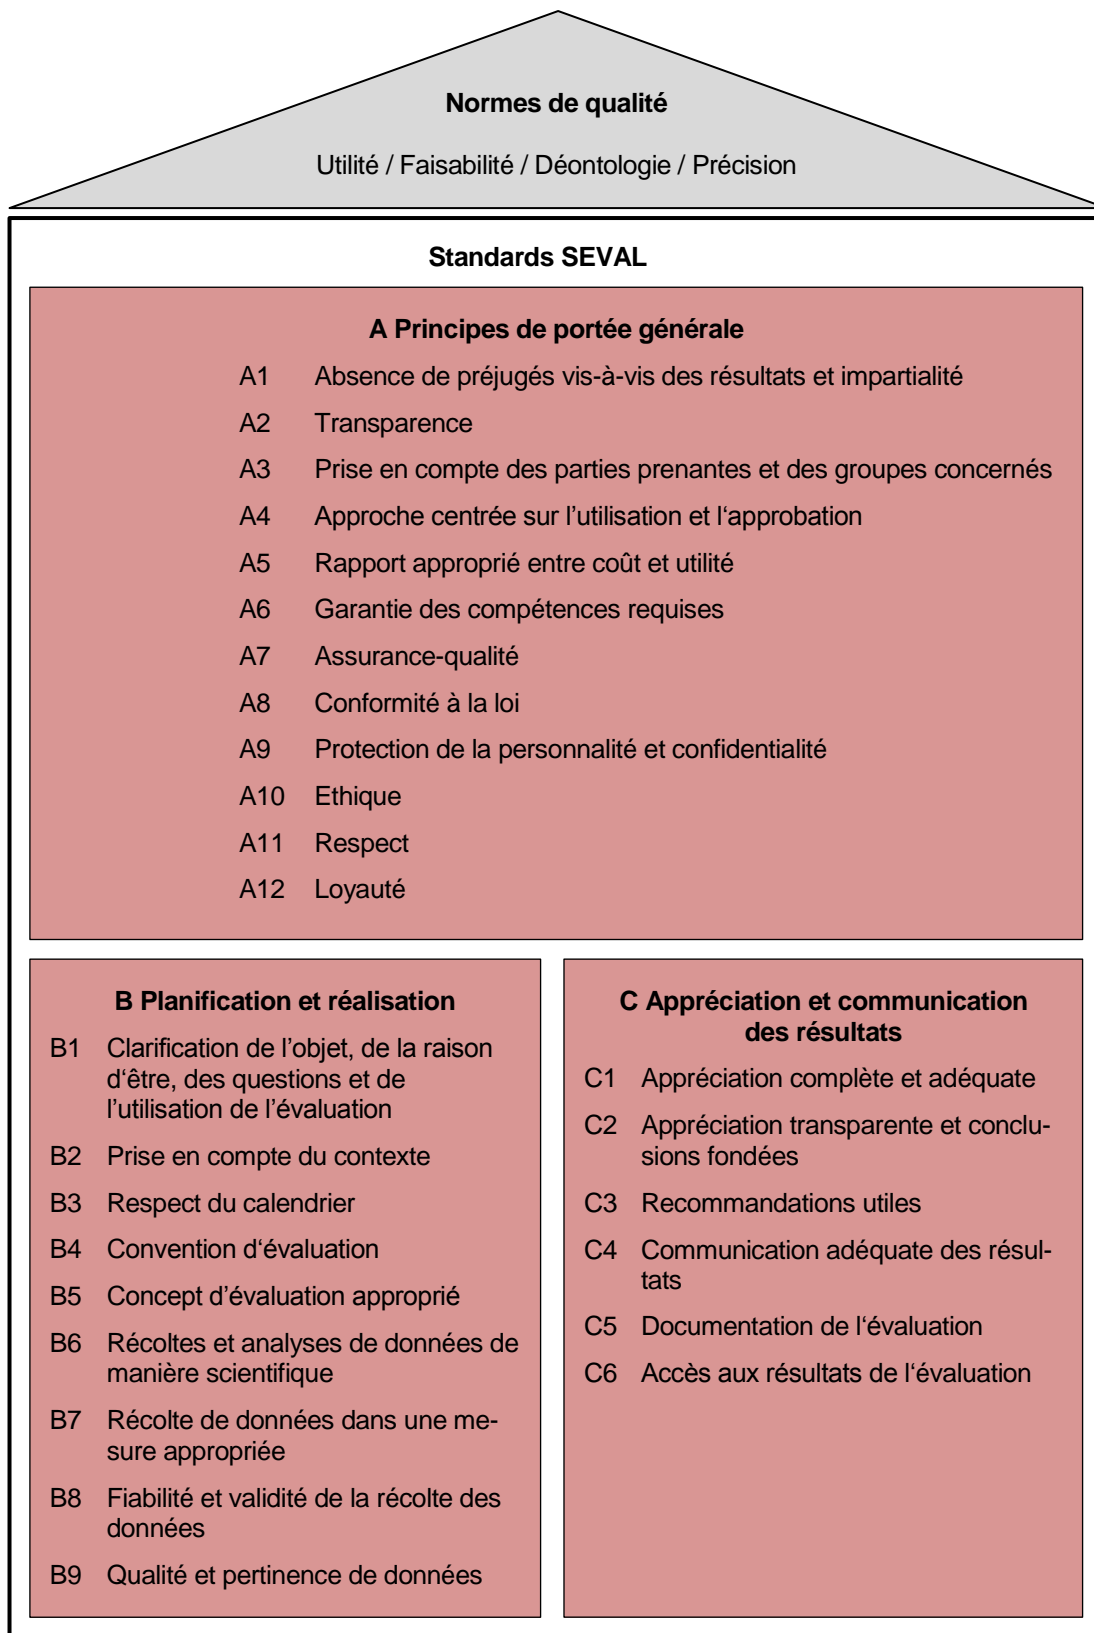 Normes de qualité
Utilité / Faisabilité / Déontologie / Précision
Standards SEVAL
A Principes de portée générale
A1 Absence de préjugés vis-à-vis des résultats et impartialité
A2 Transparence
A3 Prise en compte des parties prenantes et des groupes concernés
A4 Approche centrée sur l’utilisation et l‘approbation
A5 Rapport approprié entre coût et utilité
A6 Garantie des compétences requises
A7 Assurance-qualité
A8 Conformité à la loi
A9 Protection de la personnalité et confidentialité
A10 Ethique
A11 Respect
A12 Loyauté
B Planification et réalisation
B1 Clarification de l’objet, de la raison
d‘être, des questions et de
l’utilisation de l’évaluation
B2 Prise en compte du contexte
B3 Respect du calendrier
B4 Convention d‘évaluation
B5 Concept d’évaluation approprié
B6 Récoltes et analyses de données de
manière scientifique
B7 Récolte de données dans une me-
sure appropriée
B8 Fiabilité et validité de la récolte des
données
B9 Qualité et pertinence de données
C Appréciation et communication
des résultats
C1 Appréciation complète et adéquate
C2 Appréciation transparente et conclu-
sions fondées
C3 Recommandations utiles
C4 Communication adéquate des résul-
tats
C5 Documentation de l‘évaluation
C6 Accès aux résultats de l‘évaluation